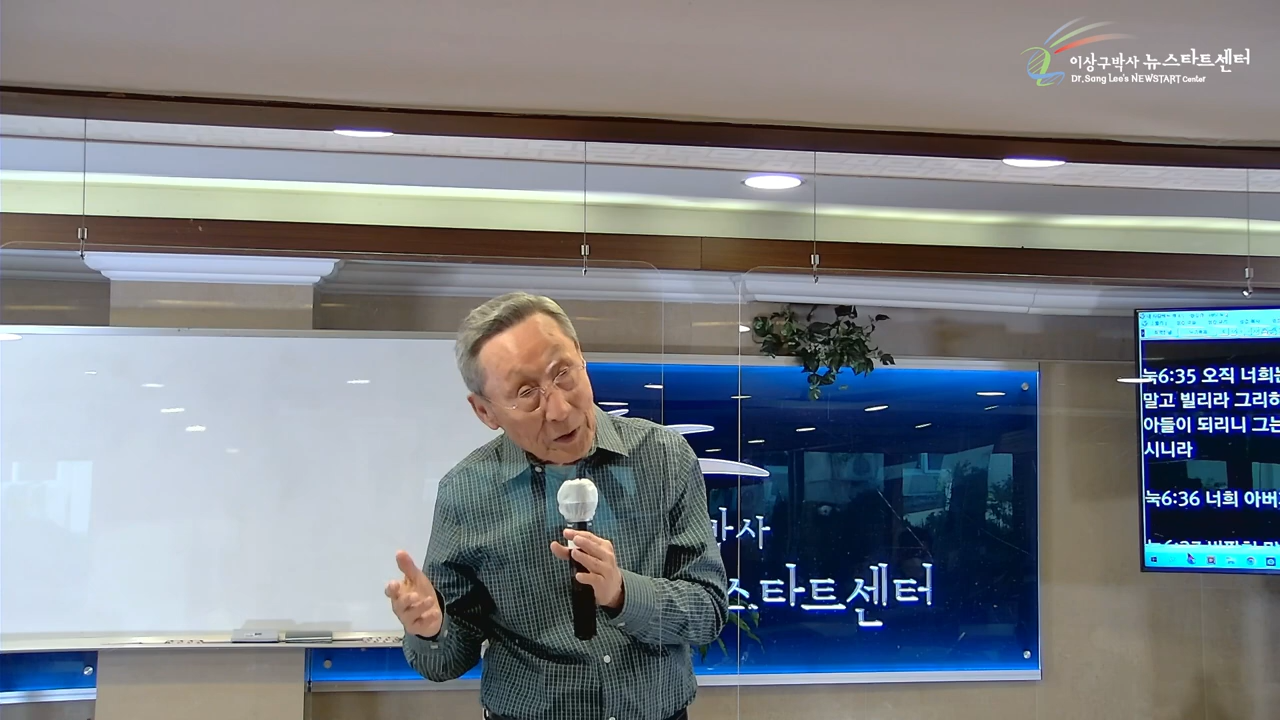 이상구박사 뉴스타트센터
Dr. Sang Lee's NEWSTART Center
눅6:35 오직 너희는
말고 빌리라 그리하
아들이 되리니 그는
시니라
눅6:36 너희 아버
박사
스타트센터